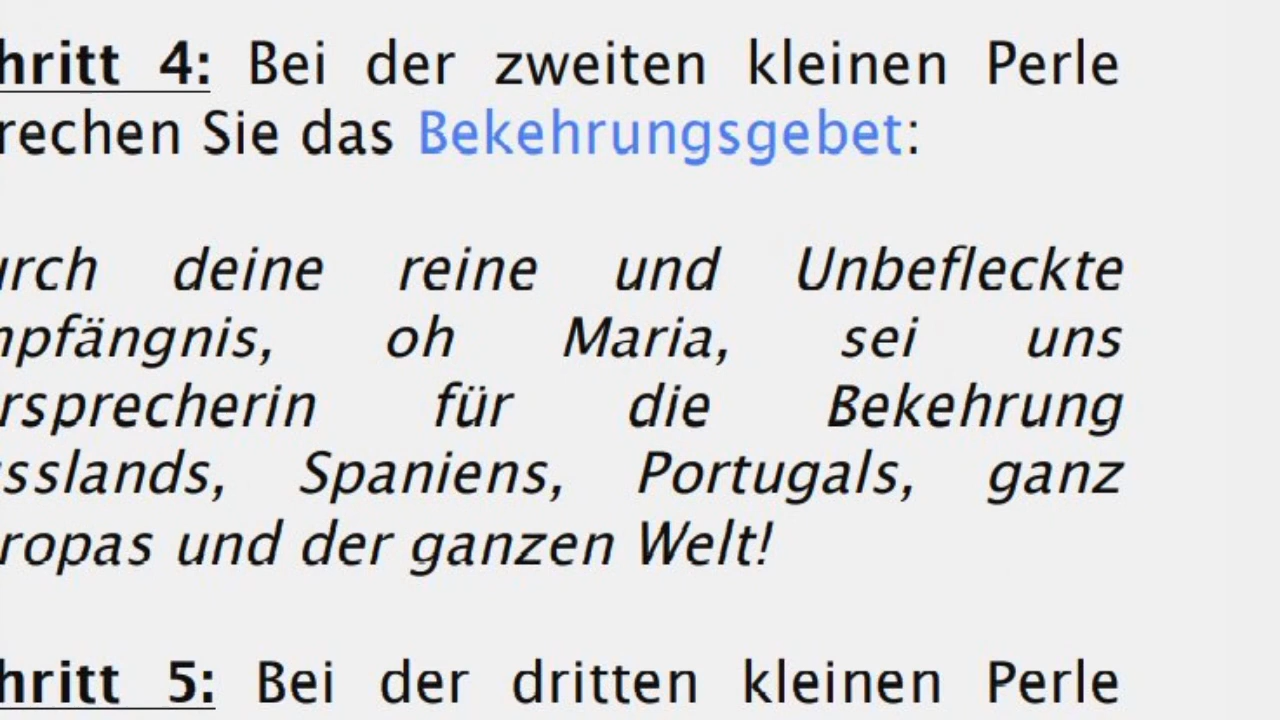 hritt 4: Bei der zweiten kleinen Perle
rechen Sie das Bekehrungsgebet:
urch deine reine und Unbefleckte
mpfängnis, oh Maria, sei uns
rsprecherin für die Bekehrung
sslands, Spaniens, Portugals, ganz
ropas und der ganzen Welt!
hritt 5: Bei der dritten kleinen Perle